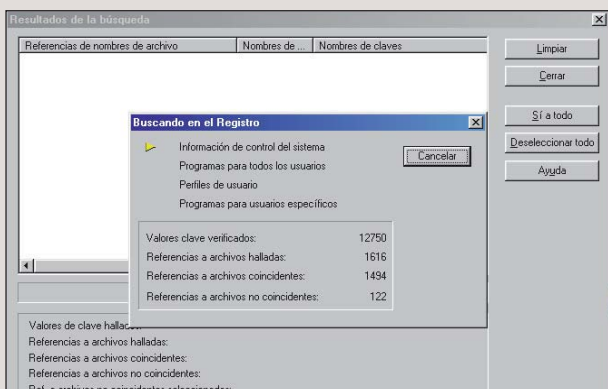 Resultados de la búsqueda
Referencias de nombres de archivo Nombres de ... Nombres de claves
Limpiar
Cerrar
Sí a todo
Deseleccionar todo
Ayuda
Buscando en el Registro
Información de control del sistema
Programas para todos los usuarios
Perfiles de usuario
Programas para usuarios específicos
Cancelar
Valores clave verificados: 12750
Referencias a archivos halladas: 1616
Referencias a archivos coincidentes: 1494
Referencias a archivos no coincidentes: 122
Valores de clave
Referencias a archivos halladas:
Referencias a archivos coincidentes:
Referencias a archivos no coincidentes: